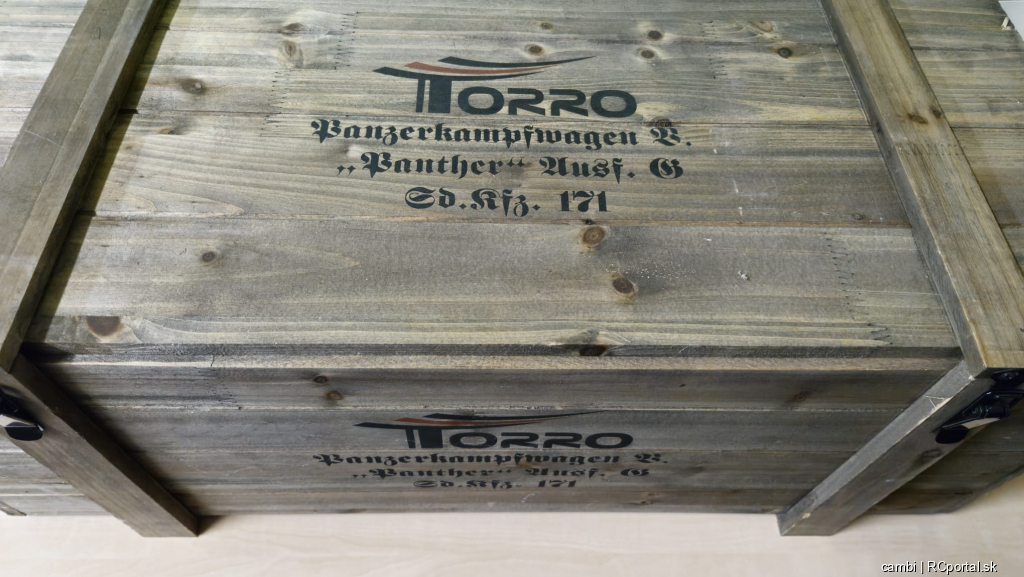 TORRO
Panzerkampfwagen V.
„Panther“ Ausf. G
Sd.Kfz. 171
TORRO
Panzerkampfwagen V.
„Panther“ Ausf. G
Sd.Kfz. 171
cambi | RCportal.sk